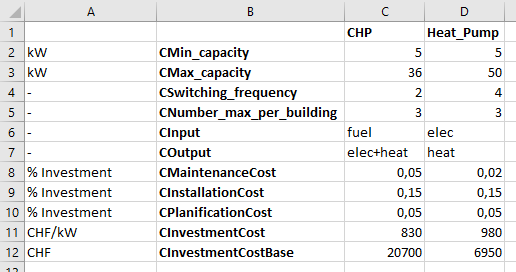 A B C D
1 CHP Heat_Pump
2 kW CMin_capacity 5 5
3 kW CMax_capacity 36 50
4 - CSwitching_frequency 2 4
5 - CNumber_max_per_building 3 3
6 - CInput fuel elec
7 - COutput elec+heat heat
8 % Investment CMaintenanceCost 0,05 0,02
9 % Investment CInstallationCost 0,15 0,15
10 % Investment CPlanificationCost 0,05 0,05
11 CHF/kW CInvestmentCost 830 980
12 CHF CInvestmentCostBase 20700 6950